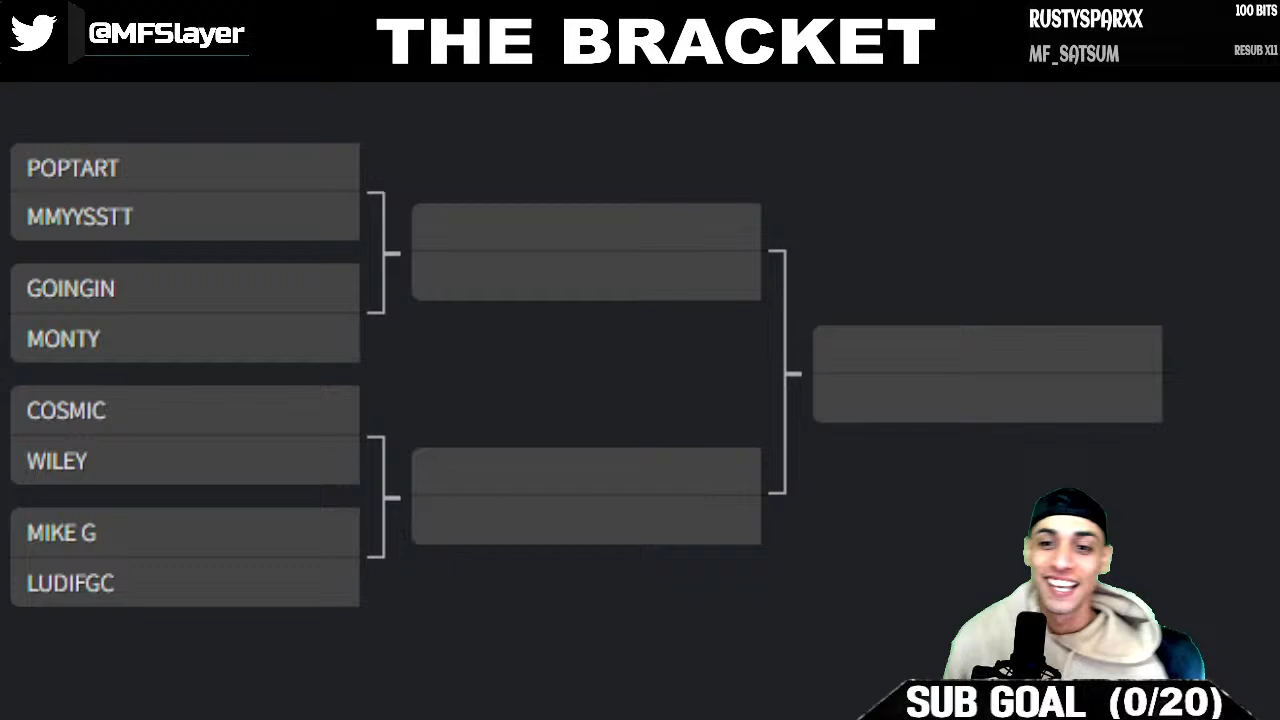 @MFSlayer
THE BRACKET
RUSTYSPARXX
100 BITS
MF_SATSUM
RESUB X11
POPTART
MMYYSSTT
GOINGIN
MONTY
COSMIC
WILEY
MIKE G
LUDIFGC
SUB GOAL (0/20)